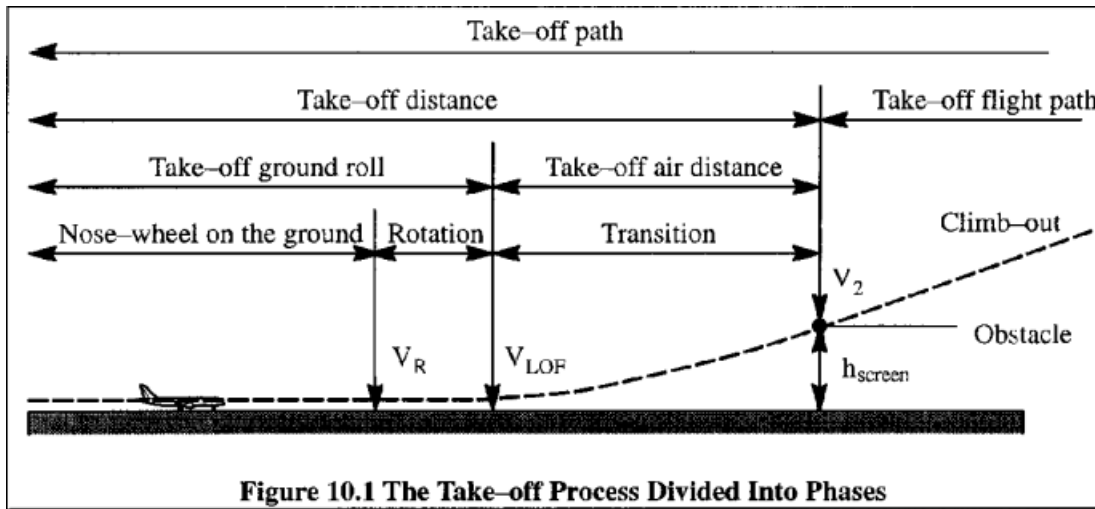 Take–off path
Take–off distance
Take–off flight path
Take–off ground roll
Take–off air distance
Nose–wheel on the ground
Rotation
Transition
Climb–out
V2
Obstacle
VR
VLOF
hscreen
Figure 10.1 The Take–off Process Divided Into Phases